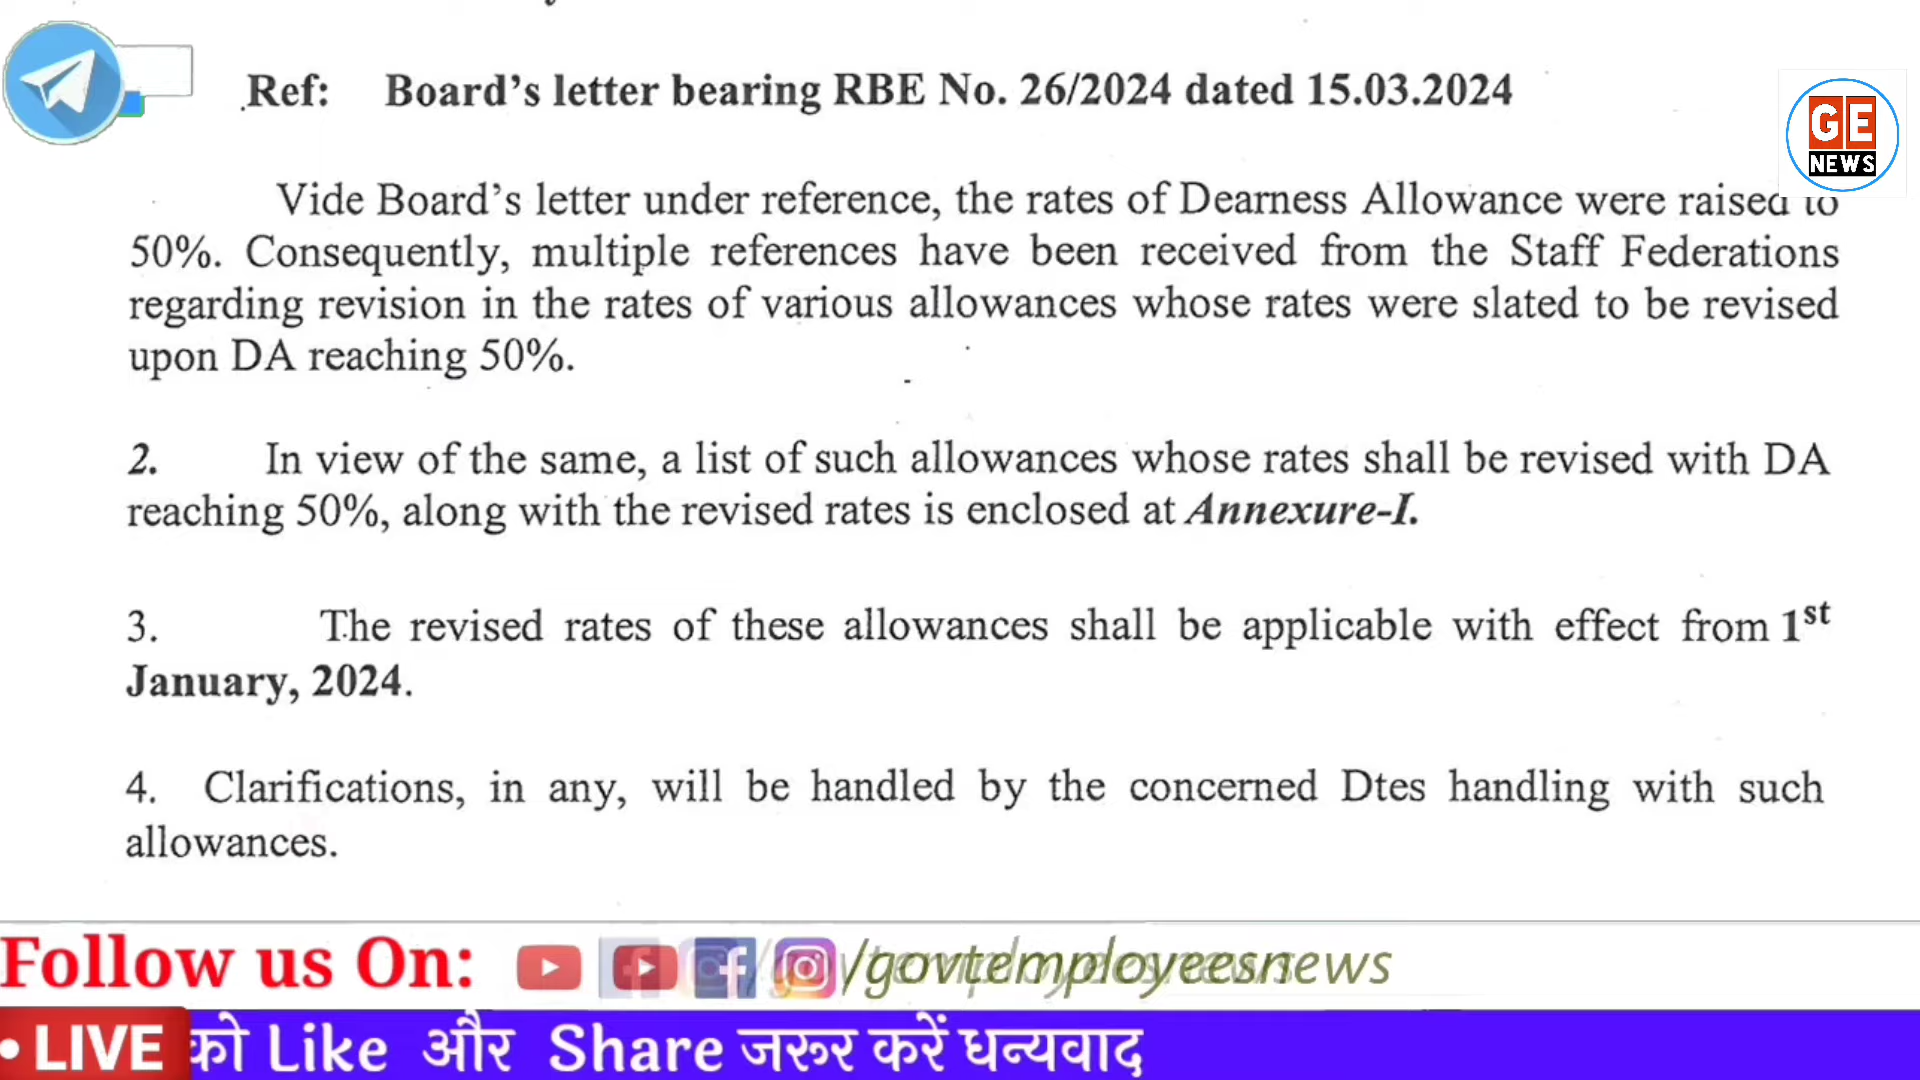 Ref: Board's letter bearing RBE No. 26/2024 dated 15.03.2024
GE
NEWS
Vide Board's letter under reference, the rates of Dearness Allowance were raised to
50%. Consequently, multiple references have been received from the Staff Federations
regarding revision in the rates of various allowances whose rates were slated to be revised
upon DA reaching 50%.
2. In view of the same, a list of such allowances whose rates shall be revised with DA
reaching 50%, along with the revised rates is enclosed at Annexure-I.
3. The revised rates of these allowances shall be applicable with effect from 1st
January, 2024.
4. Clarifications, in any, will be handled by the concerned Dtes handling with such
allowances.
Follow us On: /govtemployeesnews
• LIVE को Like और Share जरूर करें धन्यवाद